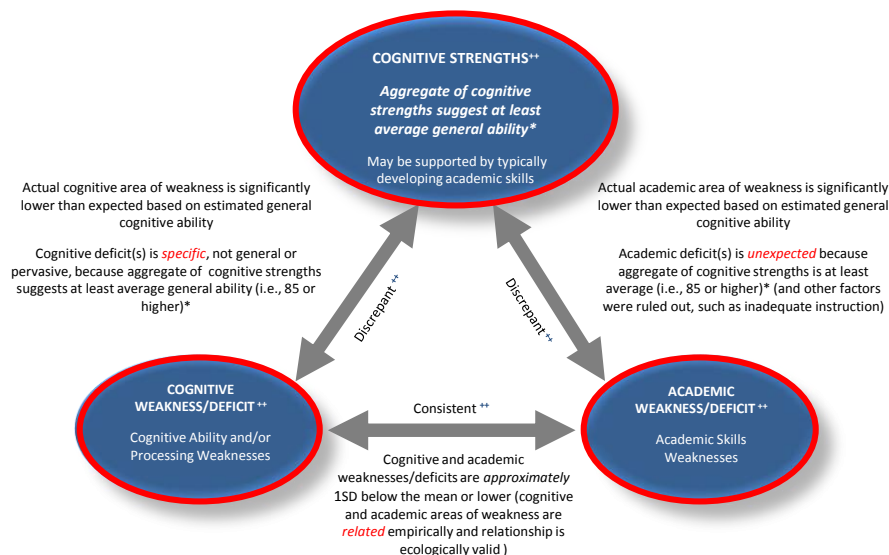 COGNITIVE STRENGTHS++
Aggregate of cognitive
strengths suggest at least
average general ability*
May be supported by typically
developing academic skills
Actual cognitive area of weakness is significantly
lower than expected based on estimated general
cognitive ability
Cognitive deficit(s) is specific, not general or
pervasive, because aggregate of cognitive strengths
suggests at least average general ability (i.e., 85 or
higher)*
Actual academic area of weakness is significantly
lower than expected based on estimated general
cognitive ability
Academic deficit(s) is unexpected because
aggregate of cognitive strengths is at least
average (i.e., 85 or higher)* (and other factors
were ruled out, such as inadequate instruction)
Discrepant ++
Discrepant ++
COGNITIVE
WEAKNESS/DEFICIT ++
Cognitive Ability and/or
Processing Weaknesses
Consistent ++
ACADEMIC
WEAKNESS/DEFICIT ++
Academic Skills
Weaknesses
Cognitive and academic
weaknesses/deficits are approximately
1SD below the mean or lower (cognitive
and academic areas of weakness are
related empirically and relationship is
ecologically valid )